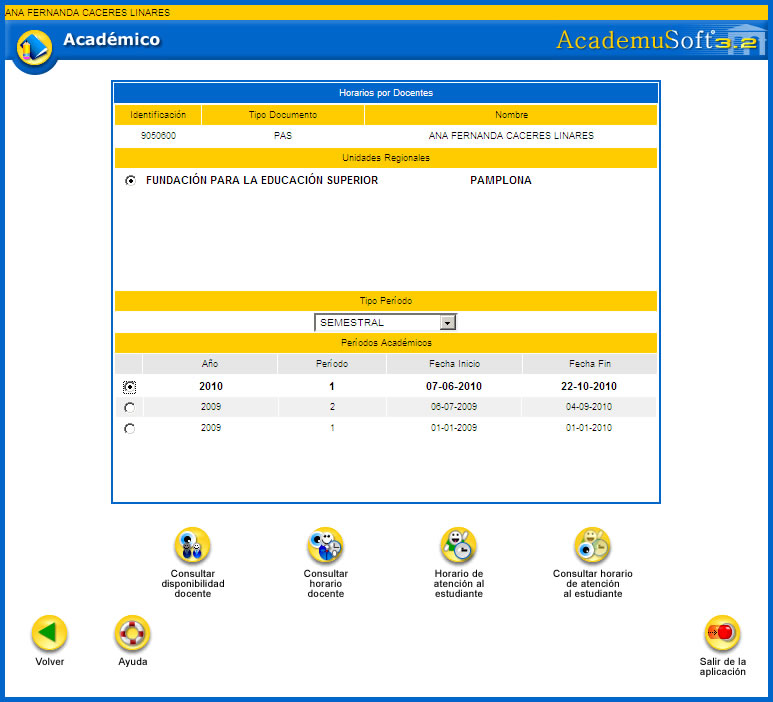 ANA FERNANDA CACERES LINARES
Académico
AcademuSoft 3.2
Horarios por Docentes
Identificación Tipo Documento Nombre
9050600 PAS ANA FERNANDA CACERES LINARES
Unidades Regionales
FUNDACIÓN PARA LA EDUCACIÓN SUPERIOR PAMPLONA
Tipo Período
SEMESTRAL
Períodos Académicos
Año Período Fecha Inicio Fecha Fin
2010 1 07-06-2010 22-10-2010
2009 2 06-07-2009 04-09-2010
2009 1 01-01-2009 01-01-2010
Consultar
disponibilidad
docente
Consultar
horario
docente
Horario de
atención al
estudiante
Consultar horario
de atención
al estudiante
Volver
Ayuda
Salir de la
aplicación